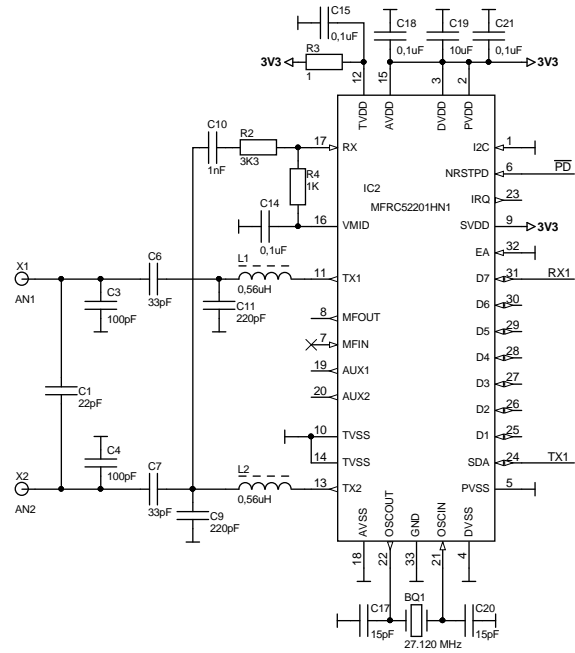 C15
0,1uF
C18
0,1uF
C19
10uF
C21
0,1uF
3V3
R3
1
3V3
12
15
3
2
TVDD
AVDD
DVDD
PVDD
C10
1nF
R2
3K3
17
RX
I2C
1
R4
1K
IC2
MFRC52201HN1
NRSTPD
6
PD
IRQ
23
C14
0,1uF
16
VMID
SVDD
9
3V3
EA
32
X1
AN1
C6
33pF
L1
0,56uH
11
TX1
D7
31
RX1
C3
100pF
C11
220pF
8
MFOUT
D6
30
7
MFIN
D5
29
19
AUX1
D4
28
D3
27
C1
22pF
20
AUX2
D2
26
10
TVSS
D1
25
C4
100pF
14
TVSS
SDA
24
TX1
X2
AN2
C7
33pF
L2
0,56uH
13
TX2
PVSS
5
C9
220pF
AVSS
OSCOUT
GND
OSCIN
DVSS
18
22
33
21
4
C17
15pF
BQ1
27,120 MHz
C20
15pF